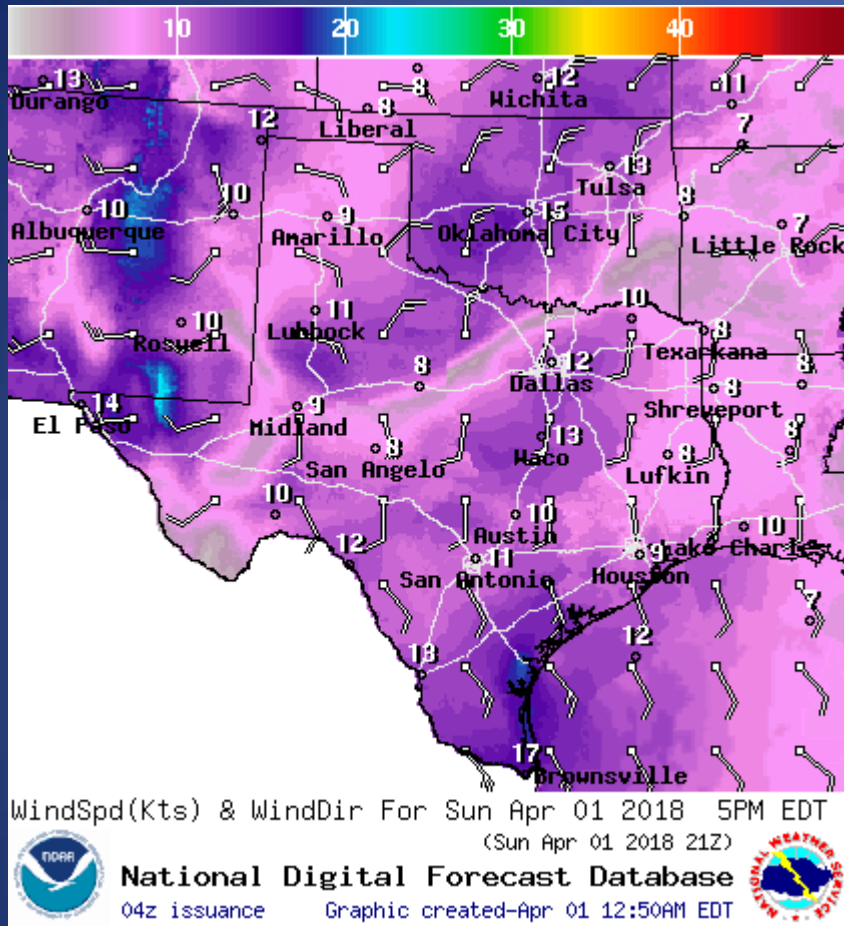 10 20 30 40
13 8 12 11
Durango Wichita
8
Liberal
12 7
13
Tulsa
10 10 9 15 8 7
Albuquerque Amarillo Oklahoma City Little Rock
10 11 10 8
Roswell Lubbock Texarkana
8 12 8 8
Dallas
14 9 Shreveport
El Paso Midland
8 13 8 8
San Angelo Waco Lufkin
10 10 10
Austin
12 11 9 Lake Charles
San Antonio Houston
7
13 12
17
Brownsville
WindSpd(Kts) & WindDir For Sun Apr 01 2018 5PM EDT
(Sun Apr 01 2018 21Z)
NOAA
National Digital Forecast Database
04z issuance Graphic created-Apr 01 12:50AM EDT
NATIONAL WEATHER SERVICE